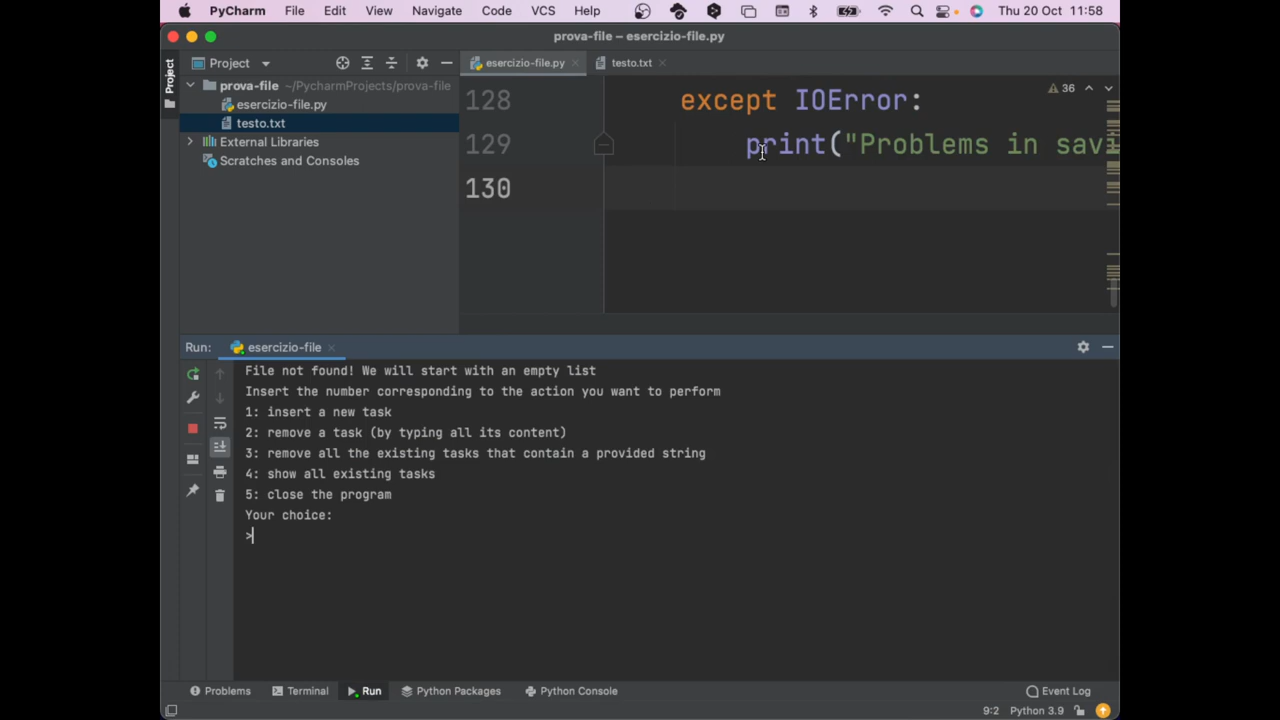 PyCharm File Edit View Navigate Code VCS Help Thu 20 Oct 11:58
prova-file – esercizio-file.py
Project
Project
esercizio-file.py
testo.txt
prova-file ~/PycharmProjects/prova-file
esercizio-file.py
testo.txt
External Libraries
Scratches and Consoles
128 except IOError:
36
129 print("Problems in savi
130
Run: esercizio-file
File not found! We will start with an empty list
Insert the number corresponding to the action you want to perform
1: insert a new task
2: remove a task (by typing all its content)
3: remove all the existing tasks that contain a provided string
4: show all existing tasks
5: close the program
Your choice:
>
Problems Terminal Run Python Packages Python Console Event Log
9:2 Python 3.9